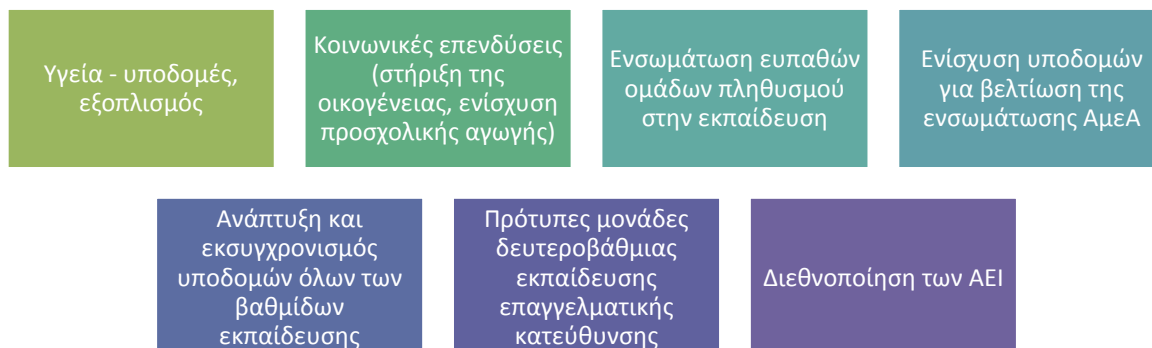 Υγεία - υποδομές,
εξοπλισμός
Κοινωνικές επενδύσεις
(στήριξη της
οικογένειας, ενίσχυση
προσχολικής αγωγής)
Ενσωμάτωση ευπαθών
ομάδων πληθυσμού
στην εκπαίδευση
Ενίσχυση υποδομών
για βελτίωση της
ενσωμάτωσης ΑμεΑ
Ανάπτυξη και
εκσυγχρονισμός
υποδομών όλων των
βαθμίδων
εκπαίδευσης
Πρότυπες μονάδες
δευτεροβάθμιας
εκπαίδευσης
επαγγελματικής
κατεύθυνσης
Διεθνοποίηση των ΑΕΙ